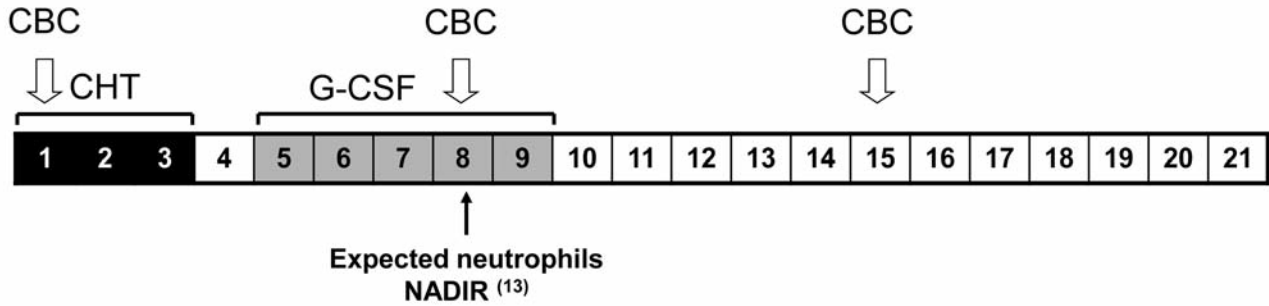 CBC CBC CBC
CHT G-CSF
1 2 3 4 5 6 7 8 9 10 11 12 13 14 15 16 17 18 19 20 21
Expected neutrophils
NADIR (13)